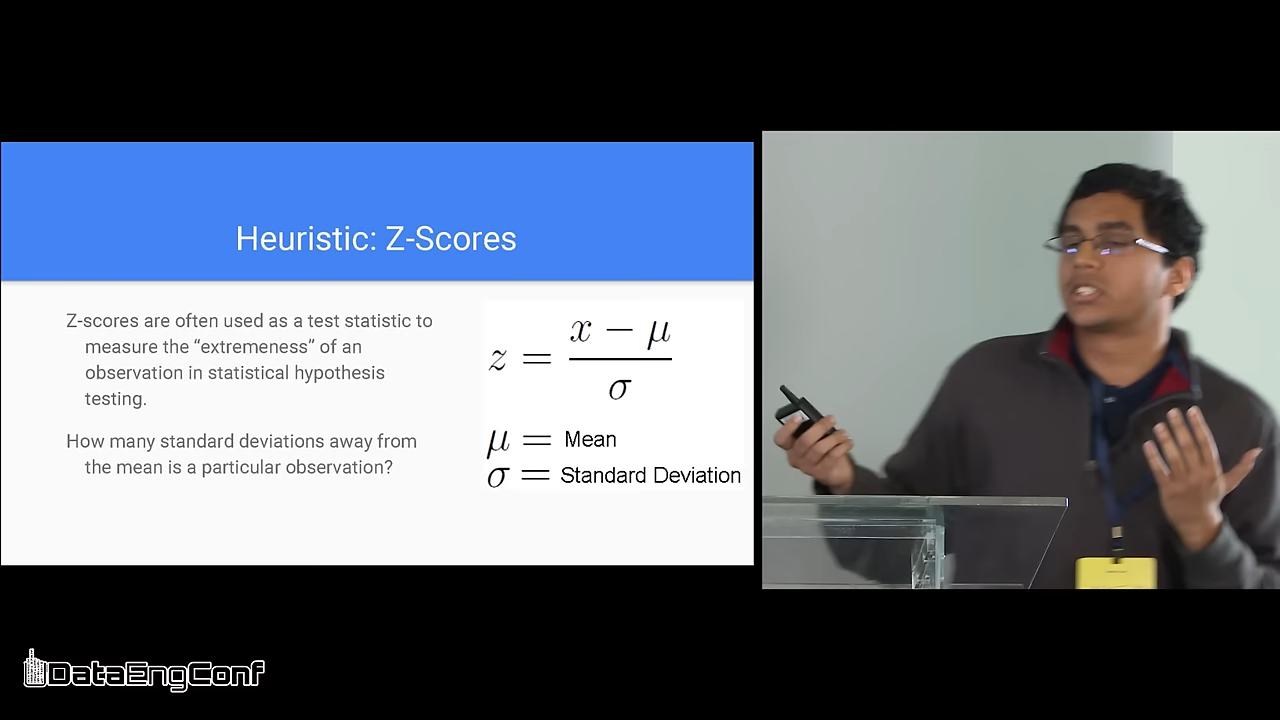 Heuristic: Z-Scores
Z-scores are often used as a test statistic to
measure the “extremeness” of an
observation in statistical hypothesis
testing.
How many standard deviations away from
the mean is a particular observation?
z = (x − μ) / σ
μ = Mean
σ = Standard Deviation
DataEngConf